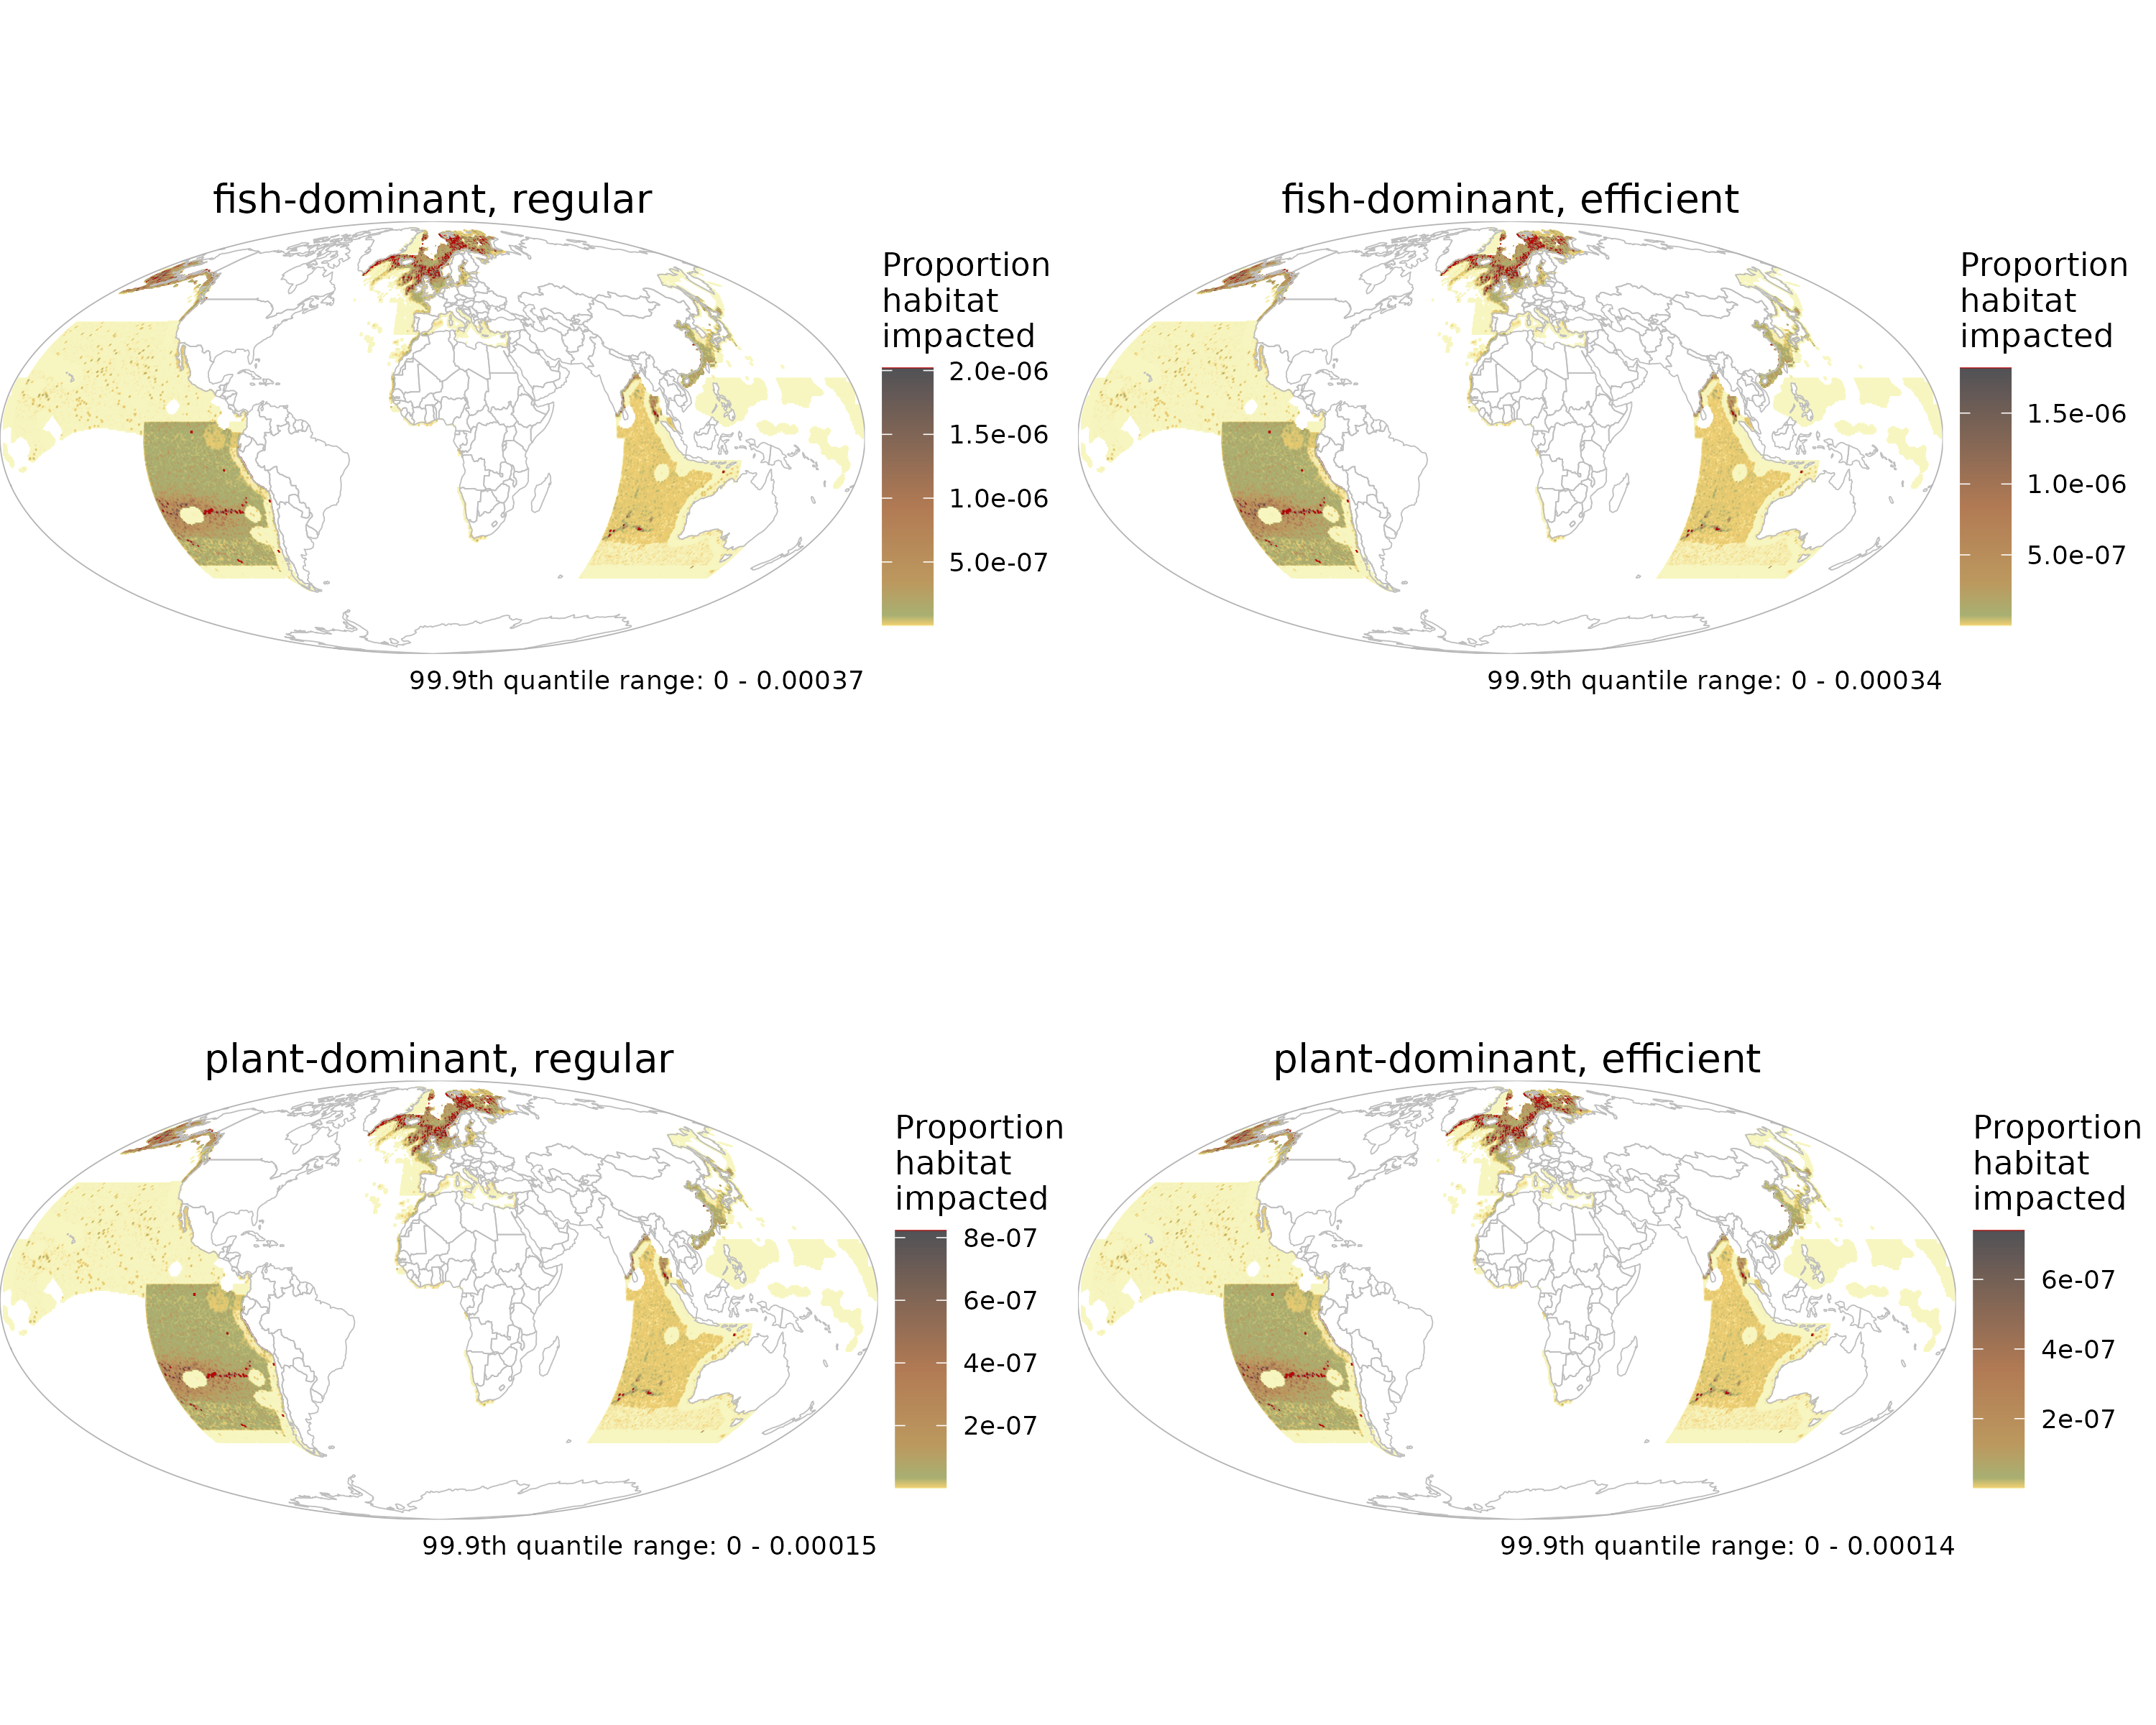 fish-dominant, regular
Proportion
habitat
impacted
2.0e-06
1.5e-06
1.0e-06
5.0e-07
99.9th quantile range: 0 - 0.00037
fish-dominant, efficient
Proportion
habitat
impacted
1.5e-06
1.0e-06
5.0e-07
99.9th quantile range: 0 - 0.00034
plant-dominant, regular
Proportion
habitat
impacted
8e-07
6e-07
4e-07
2e-07
99.9th quantile range: 0 - 0.00015
plant-dominant, efficient
Proportion
habitat
impacted
6e-07
4e-07
2e-07
99.9th quantile range: 0 - 0.00014